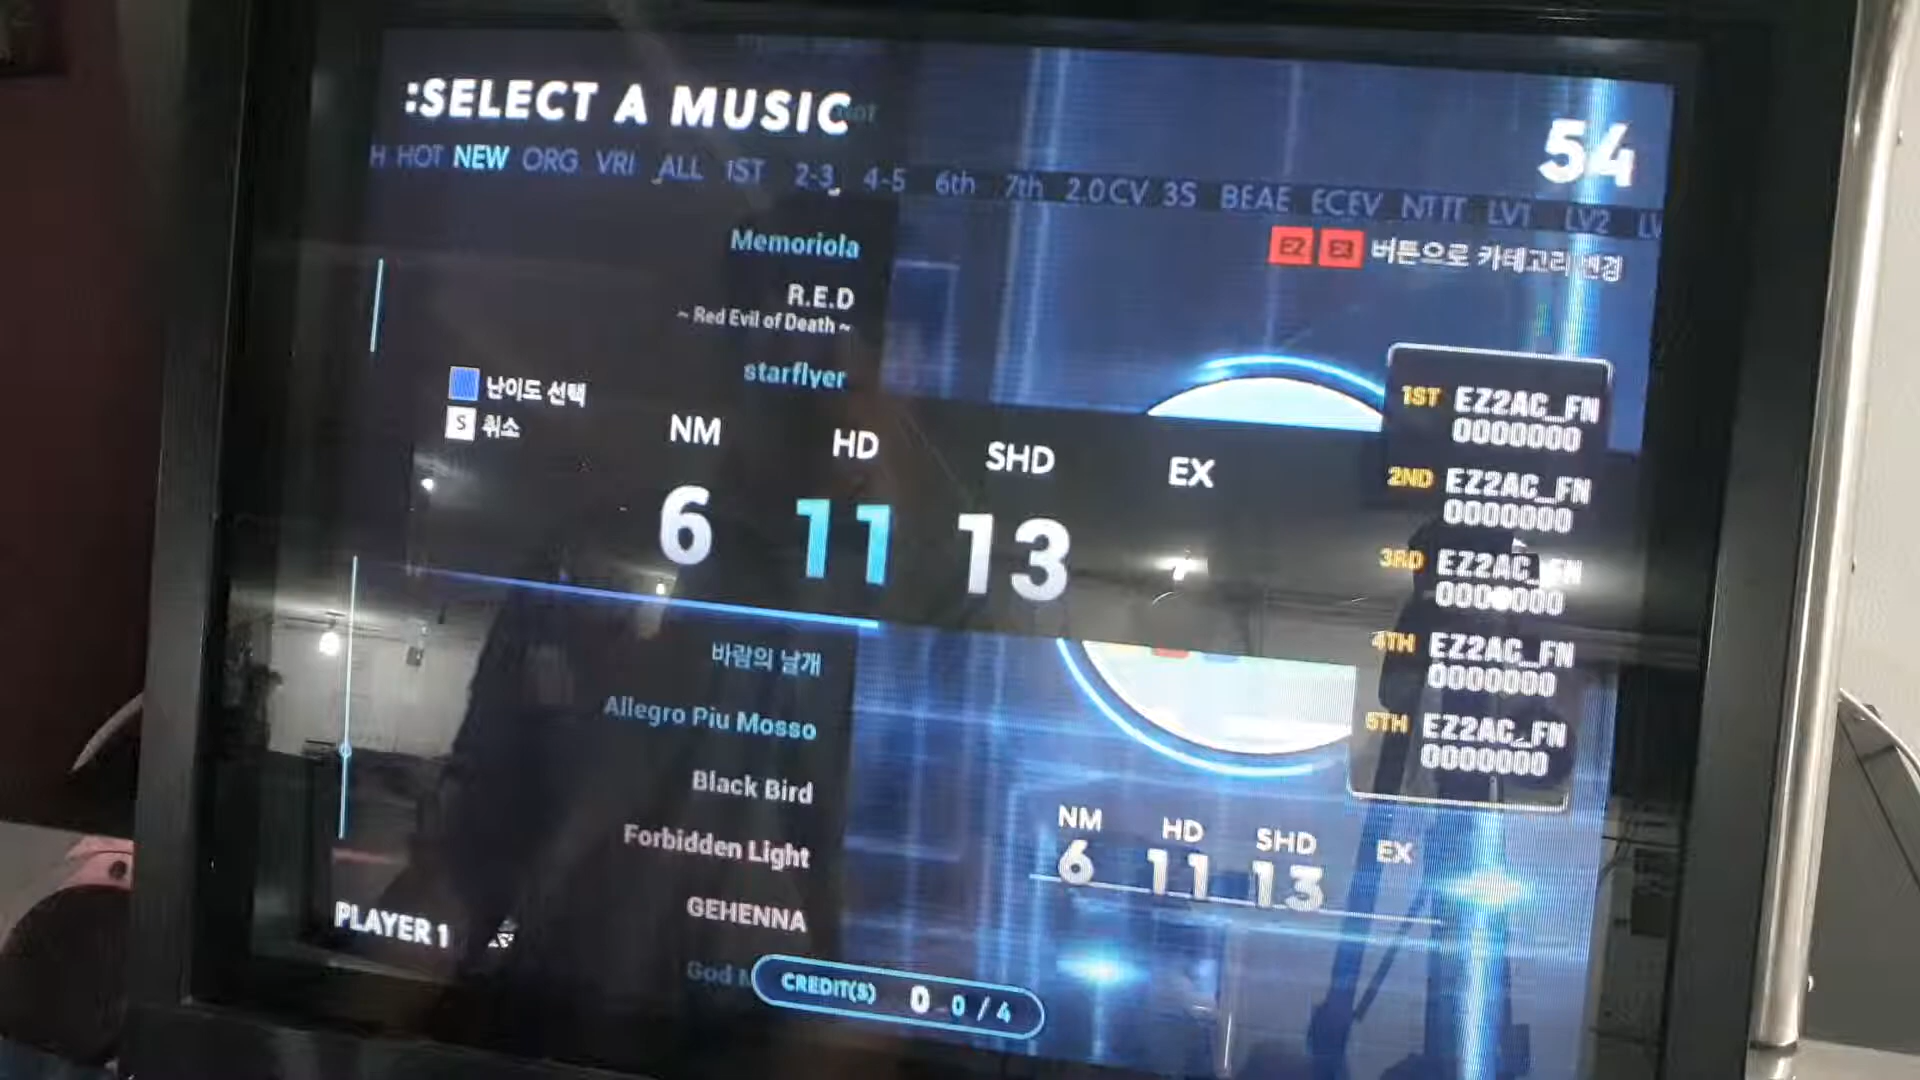 :SELECT A MUSIC
54
H HOT NEW ORG VRI ALL 1ST 2-3 4-5 6th 7th 2.0CV 3S BEAE ECEV NTTT LV1 LV2 LV
E2 E3 버튼으로 카테고리 변경
Memoriola
R.E.D
~ Red Evil of Death ~
starflyer
난이도 선택
S 취소
NM HD SHD EX
6 11 13
1ST EZ2AC_FN
0000000
2ND EZ2AC_FN
0000000
3RD EZ2AC_FN
0000000
4TH EZ2AC_FN
0000000
5TH EZ2AC_FN
0000000
바람의 날개
Allegro Piu Mosso
Black Bird
Forbidden Light
GEHENNA
God
NM HD SHD EX
6 11 13
PLAYER 1
CREDIT(S) 0 0 / 4